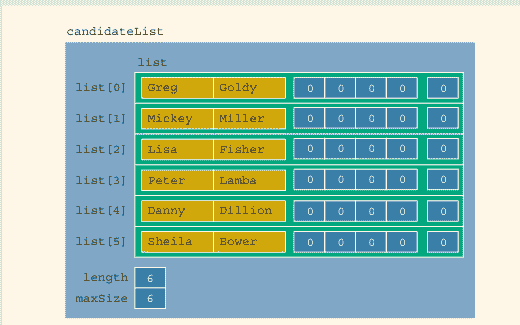 candidateList
list
list[0] Greg Goldy 0 0 0 0 0
list[1] Mickey Miller 0 0 0 0 0
list[2] Lisa Fisher 0 0 0 0 0
list[3] Peter Lamba 0 0 0 0 0
list[4] Danny Dillion 0 0 0 0 0
list[5] Sheila Bower 0 0 0 0 0
length 6
maxSize 6